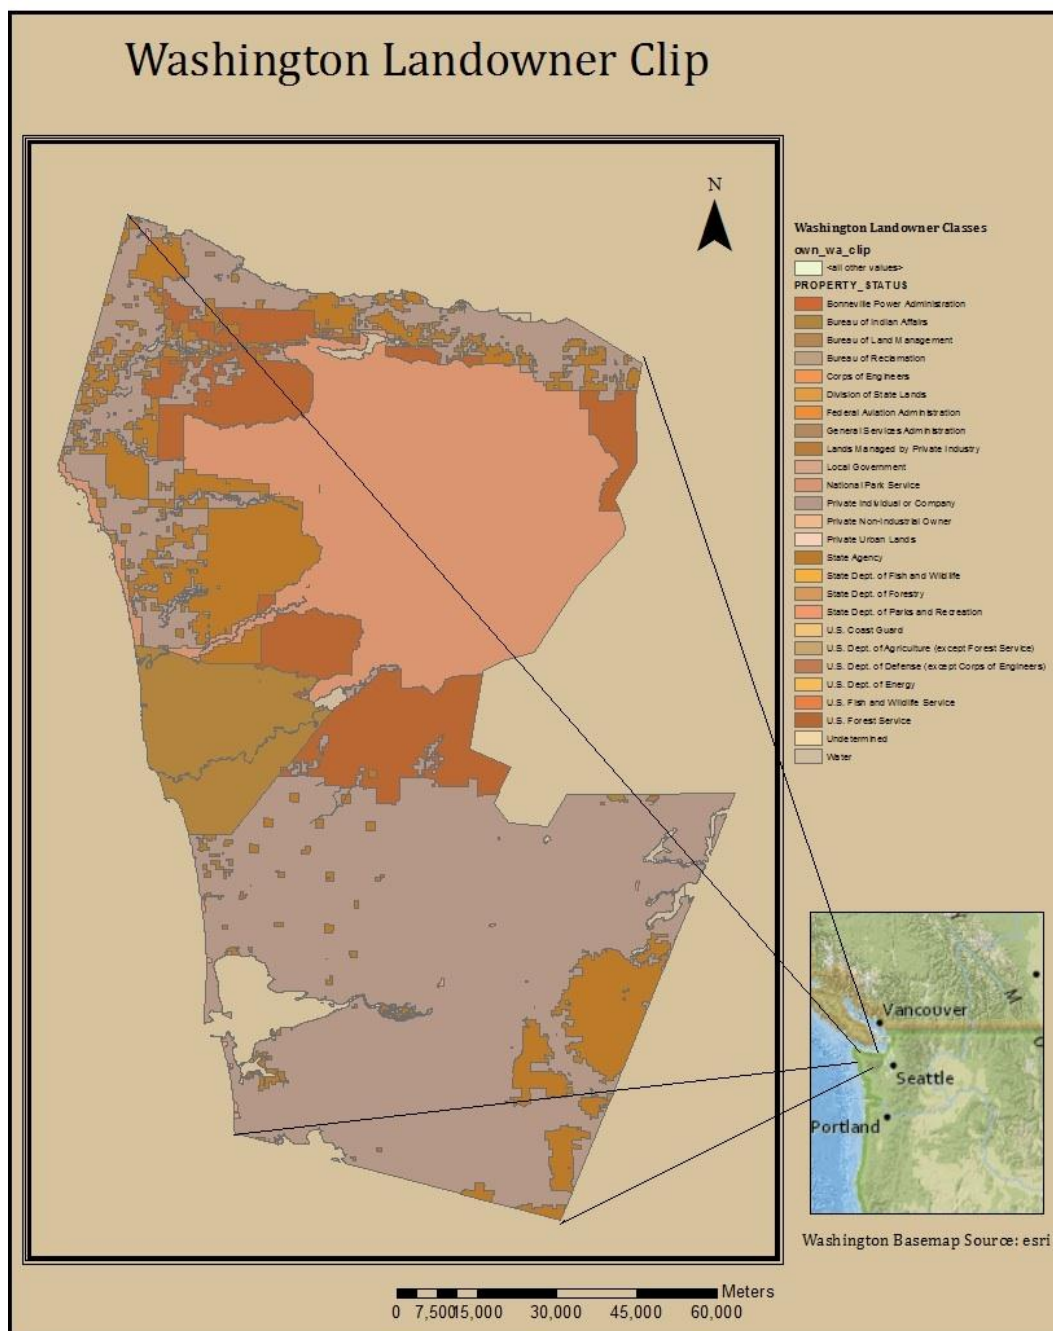 Washington Landowner Clip
N
Washington Landowner Classes
own_wa_clip
<all other values>
PROPERTY_STATUS
Bonneville Power Administration
Bureau of Indian Affairs
Bureau of Land Management
Bureau of Reclamation
Corps of Engineers
Division of State Lands
Federal Aviation Administration
General Services Administration
Lands Managed by Private Industry
Local Government
National Park Service
Private Individual or Company
Private Non-Industrial Owner
Private Urban Lands
State Agency
State Dept. of Fish and Wildlife
State Dept. of Forestry
State Dept. of Parks and Recreation
U.S. Coast Guard
U.S. Dept. of Agriculture (except Forest Service)
U.S. Dept. of Defense (except Corps of Engineers)
U.S. Dept. of Energy
U.S. Fish and Wildlife Service
U.S. Forest Service
Undetermined
Water
M
Vancouver
Seattle
Portland
Washington Basemap Source: esri
Meters
0 7,500 15,000 30,000 45,000 60,000